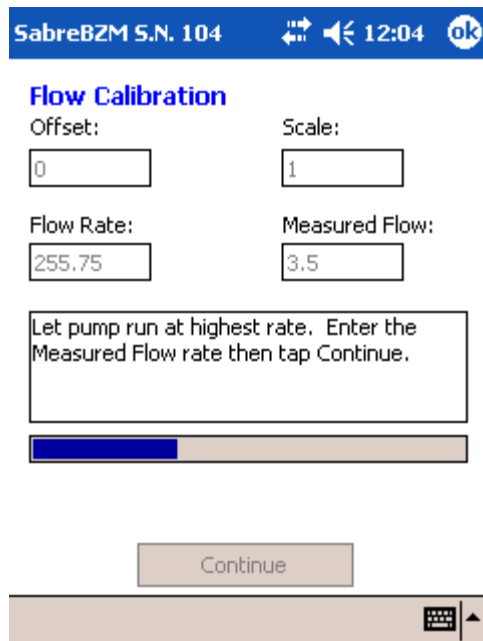 SabreBZM S.N. 104 12:04 ok
Flow Calibration
Offset: Scale:
0 1
Flow Rate: Measured Flow:
255.75 3.5
Let pump run at highest rate. Enter the
Measured Flow rate then tap Continue.
Continue